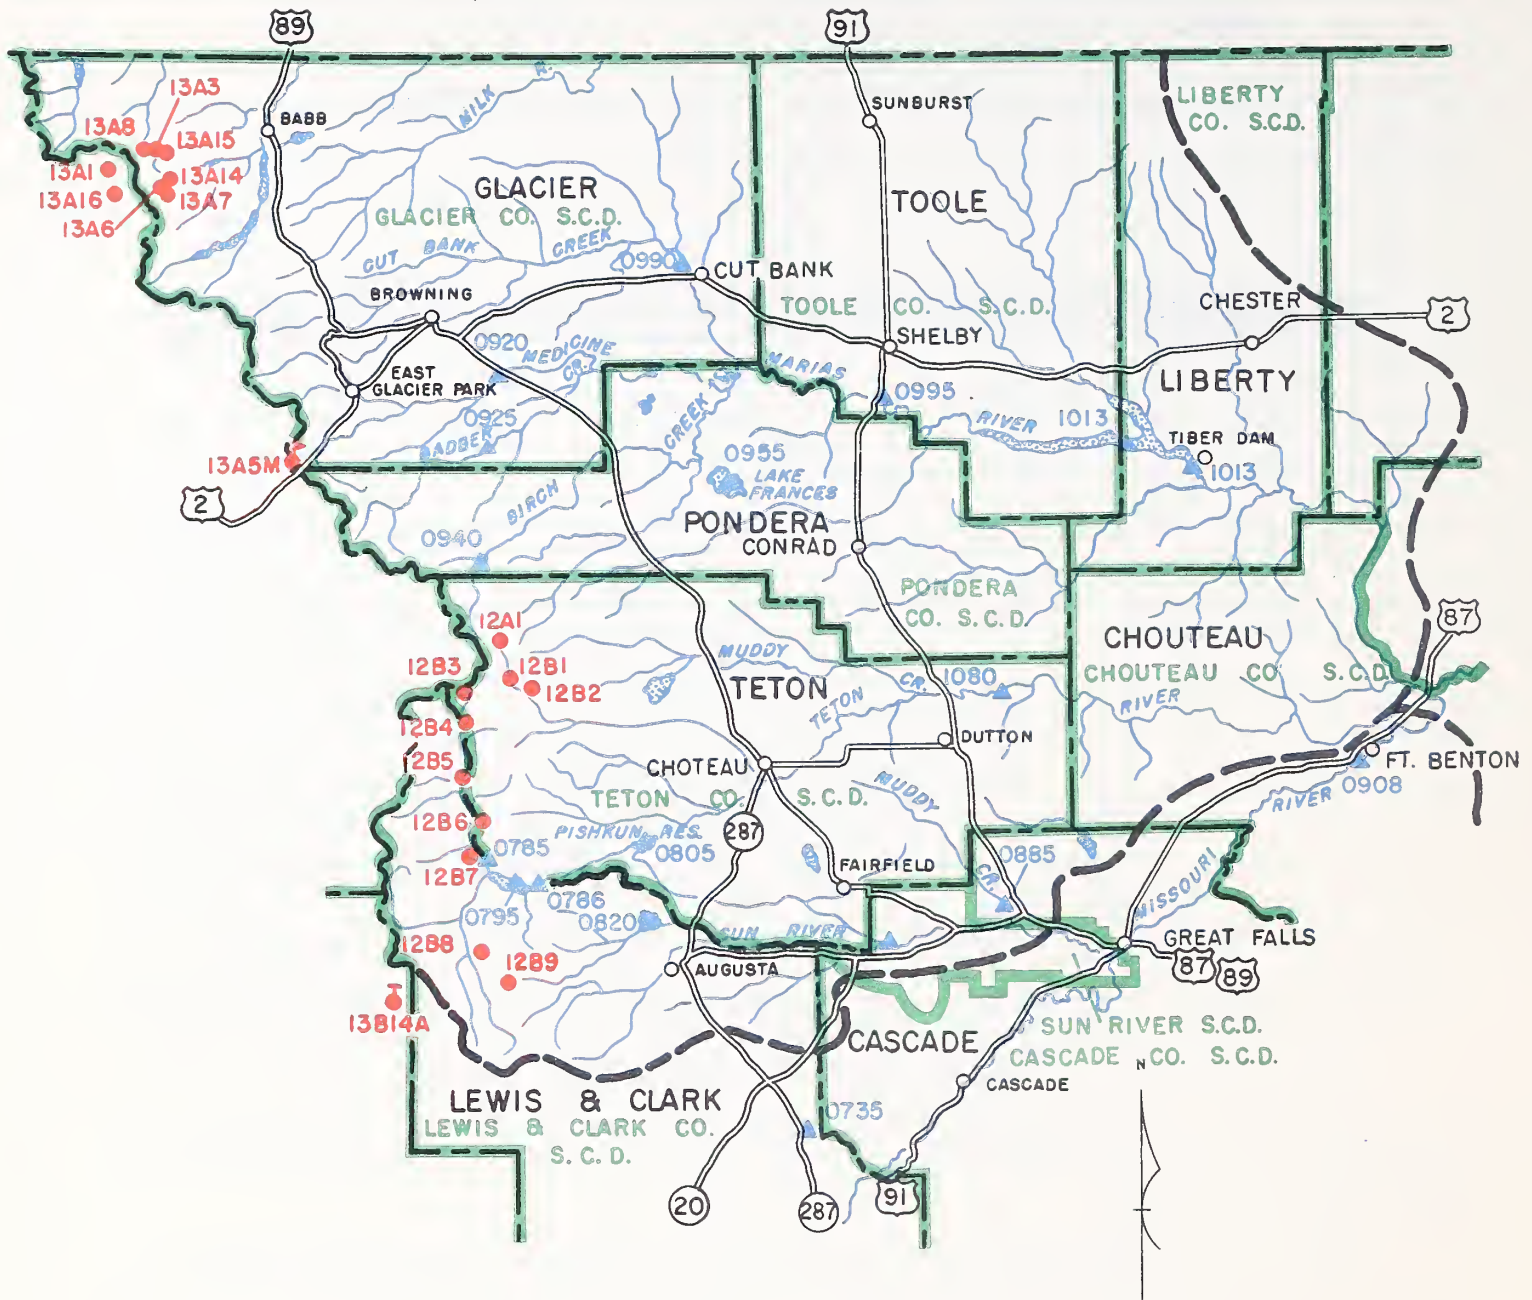 89
91
13A3
13A8
13A15
13A1
13A14
13A16
13A7
13A6
BABB
MILK R.
SUNBURST
LIBERTY
CO. S.C.D.
GLACIER
GLACIER CO. S.C.D.
TOOLE
CUT BANK CREEK
0990
CUT BANK
BROWNING
TOOLE CO. S.C.D.
CHESTER
2
SHELBY
0920
MEDICINE
CR.
MARIAS
EAST
GLACIER PARK
0995
LIBERTY
0925
BADGER
CREEK
RIVER
1013
TIBER DAM
1013
13A5M
2
0955
LAKE
FRANCES
BIRCH
PONDERA
CONRAD
0940
PONDERA
CO. S.C.D.
87
12A1
12B3
12B1
12B2
MUDDY
CR.
CHOUTEAU
CHOUTEAU CO S.C.D.
TETON
TETON
1080
RIVER
12B4
DUTTON
12B5
CHOTEAU
TETON CO. S.C.D.
MUDDY
CR.
FT. BENTON
0908
RIVER
12B6
PISHKUN RES.
287
0785
0805
12B7
FAIRFIELD
0885
MISSOURI
0786
0795
0820
SUN RIVER
12B8
GREAT FALLS
12B9
AUGUSTA
87
89
13B14A
SUN RIVER S.C.D.
CASCADE
CASCADE CO. S.C.D.
N
CASCADE
LEWIS & CLARK
LEWIS & CLARK CO.
S. C. D.
0735
20
287
91